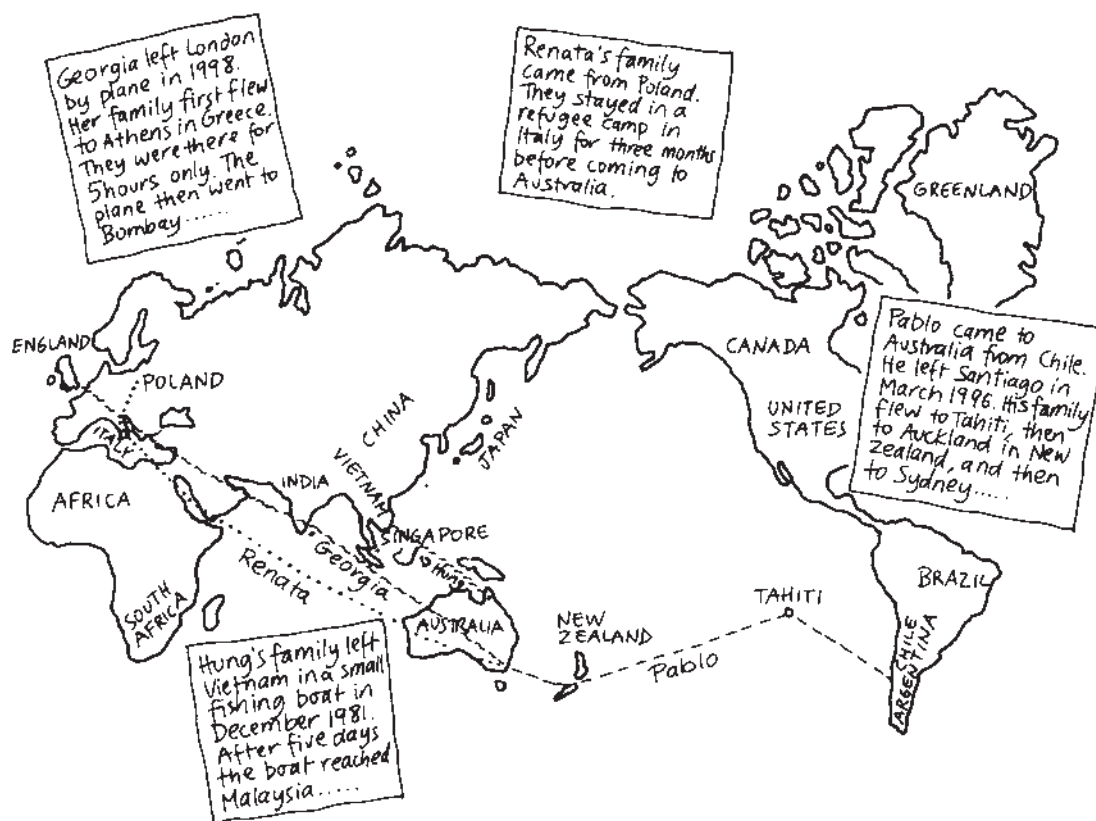 Georgia left London
by plane in 1998.
Her family first flew
to Athens in Greece.
They were there for
5 hours only. The
plane then went to
Bombay......
Renata's family
came from Poland.
They stayed in a
refugee camp in
Italy for three months
before coming to
Australia.
GREENLAND
Pablo came to
Australia from Chile.
He left Santiago in
March 1996. His family
flew to Tahiti, then
to Auckland in New
Zealand, and then
to Sydney.....
ENGLAND
POLAND
ITALY
AFRICA
SOUTH
AFRICA
INDIA
CHINA
VIETNAM
JAPAN
SINGAPORE
Renata
Georgia
Hung
AUSTRALIA
NEW
ZEALAND
Pablo
TAHITI
CANADA
UNITED
STATES
BRAZIL
CHILE
ARGENTINA
Hung's family left
Vietnam in a small
fishing boat in
December 1981.
After five days
the boat reached
Malaysia......